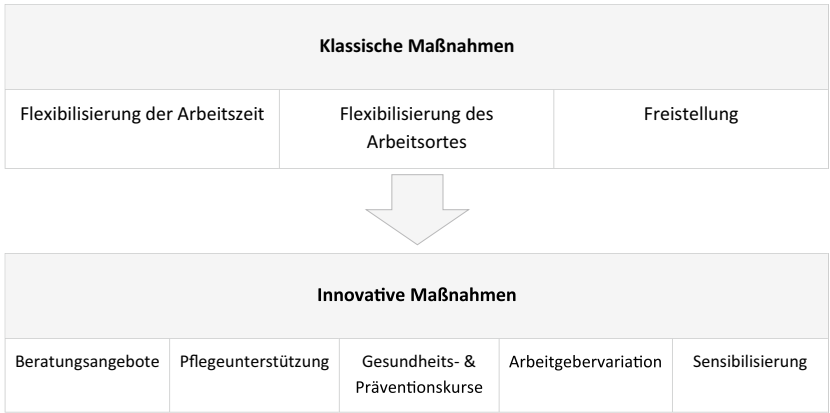 Klassische Maßnahmen
Flexibilisierung der Arbeitszeit
Flexibilisierung des
Arbeitsortes
Freistellung
Innovative Maßnahmen
Beratungsangebote
Pflegeunterstützung
Gesundheits- &
Präventionskurse
Arbeitgebervariation
Sensibilisierung